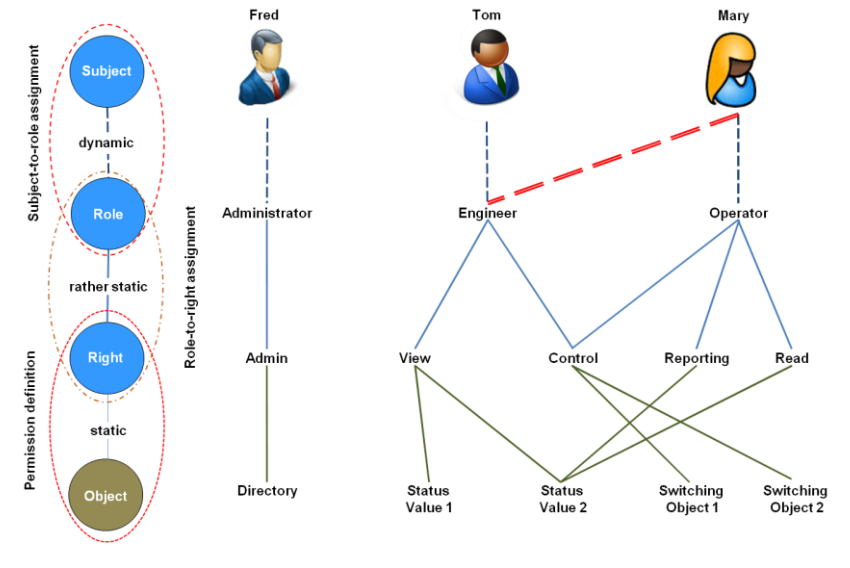 Fred
Tom
Mary
Subject-to-role assignment
Subject
dynamic
Role
Administrator
Engineer
Operator
Role-to-right assignment
rather static
Permission definition
Right
Admin
View
Control
Reporting
Read
static
Object
Directory
Status
Value 1
Status
Value 2
Switching
Object 1
Switching
Object 2